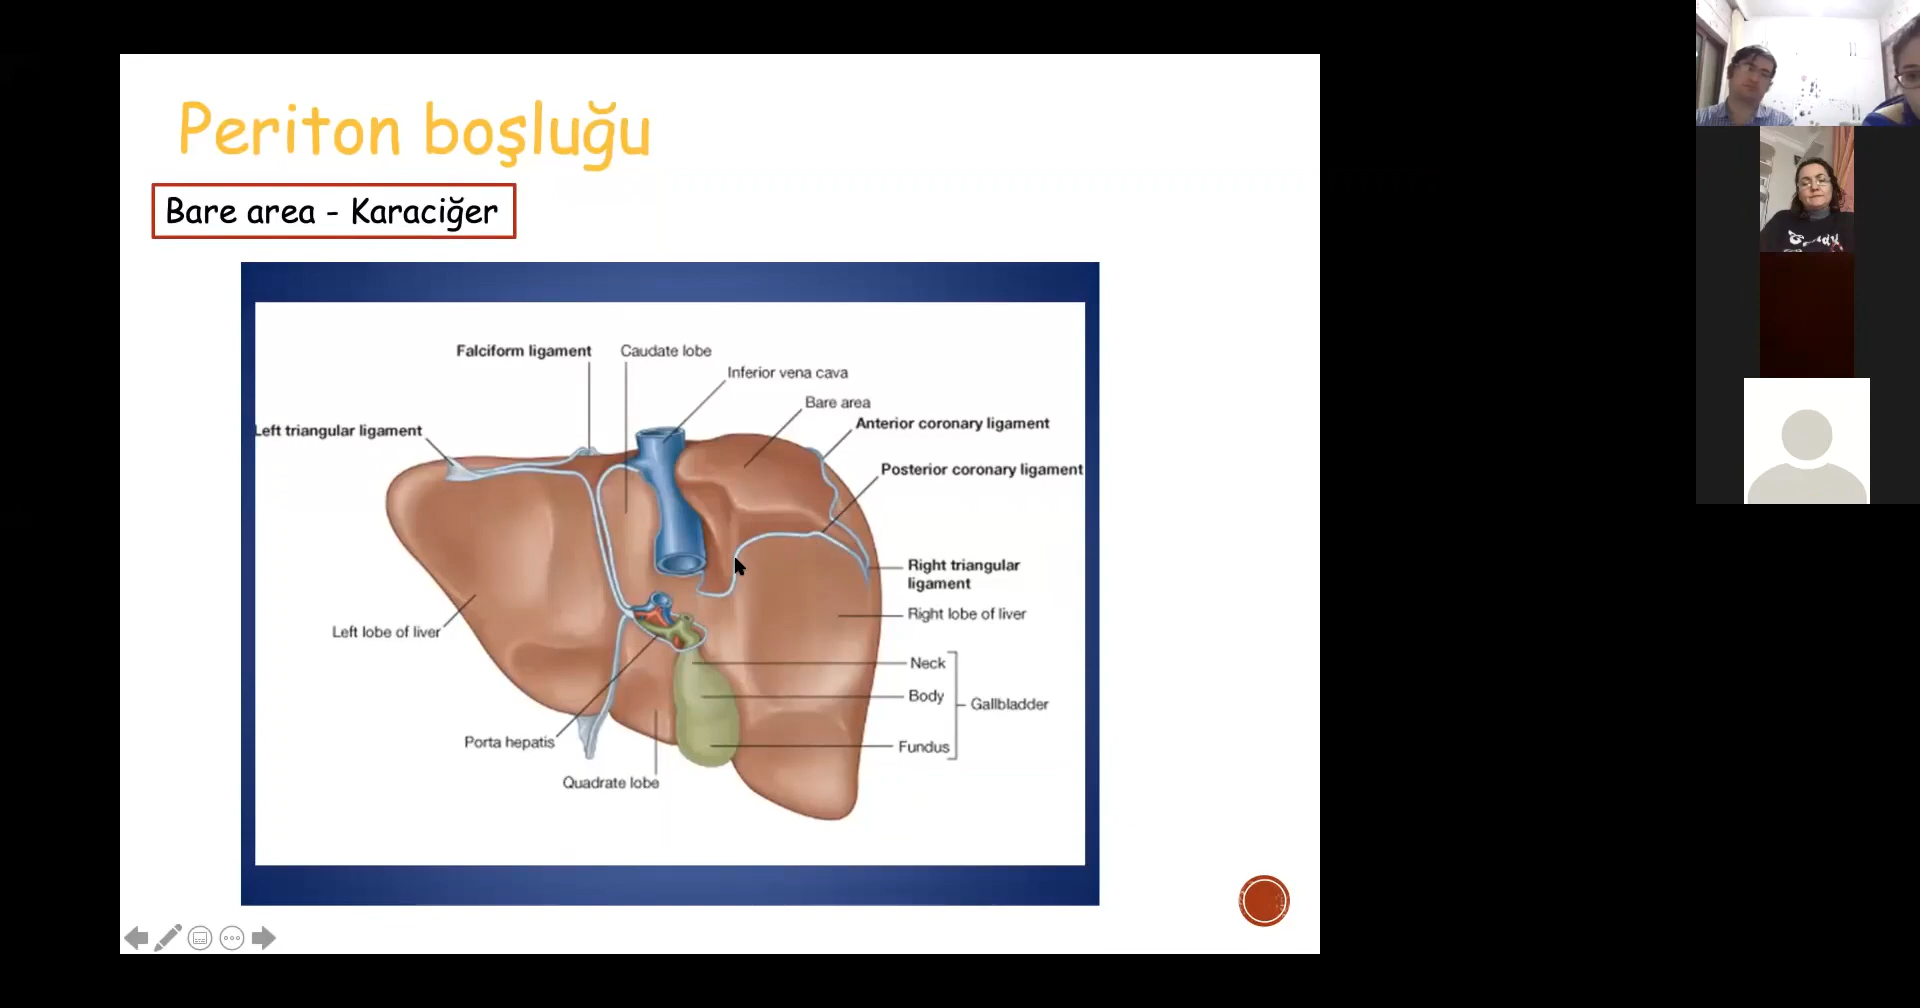 Periton boşluğu
Bare area - Karaciğer
Falciform ligament
Caudate lobe
Inferior vena cava
Bare area
Anterior coronary ligament
Left triangular ligament
Posterior coronary ligament
Right triangular
ligament
Right lobe of liver
Left lobe of liver
Neck
Body
Gallbladder
Porta hepatis
Fundus
Quadrate lobe